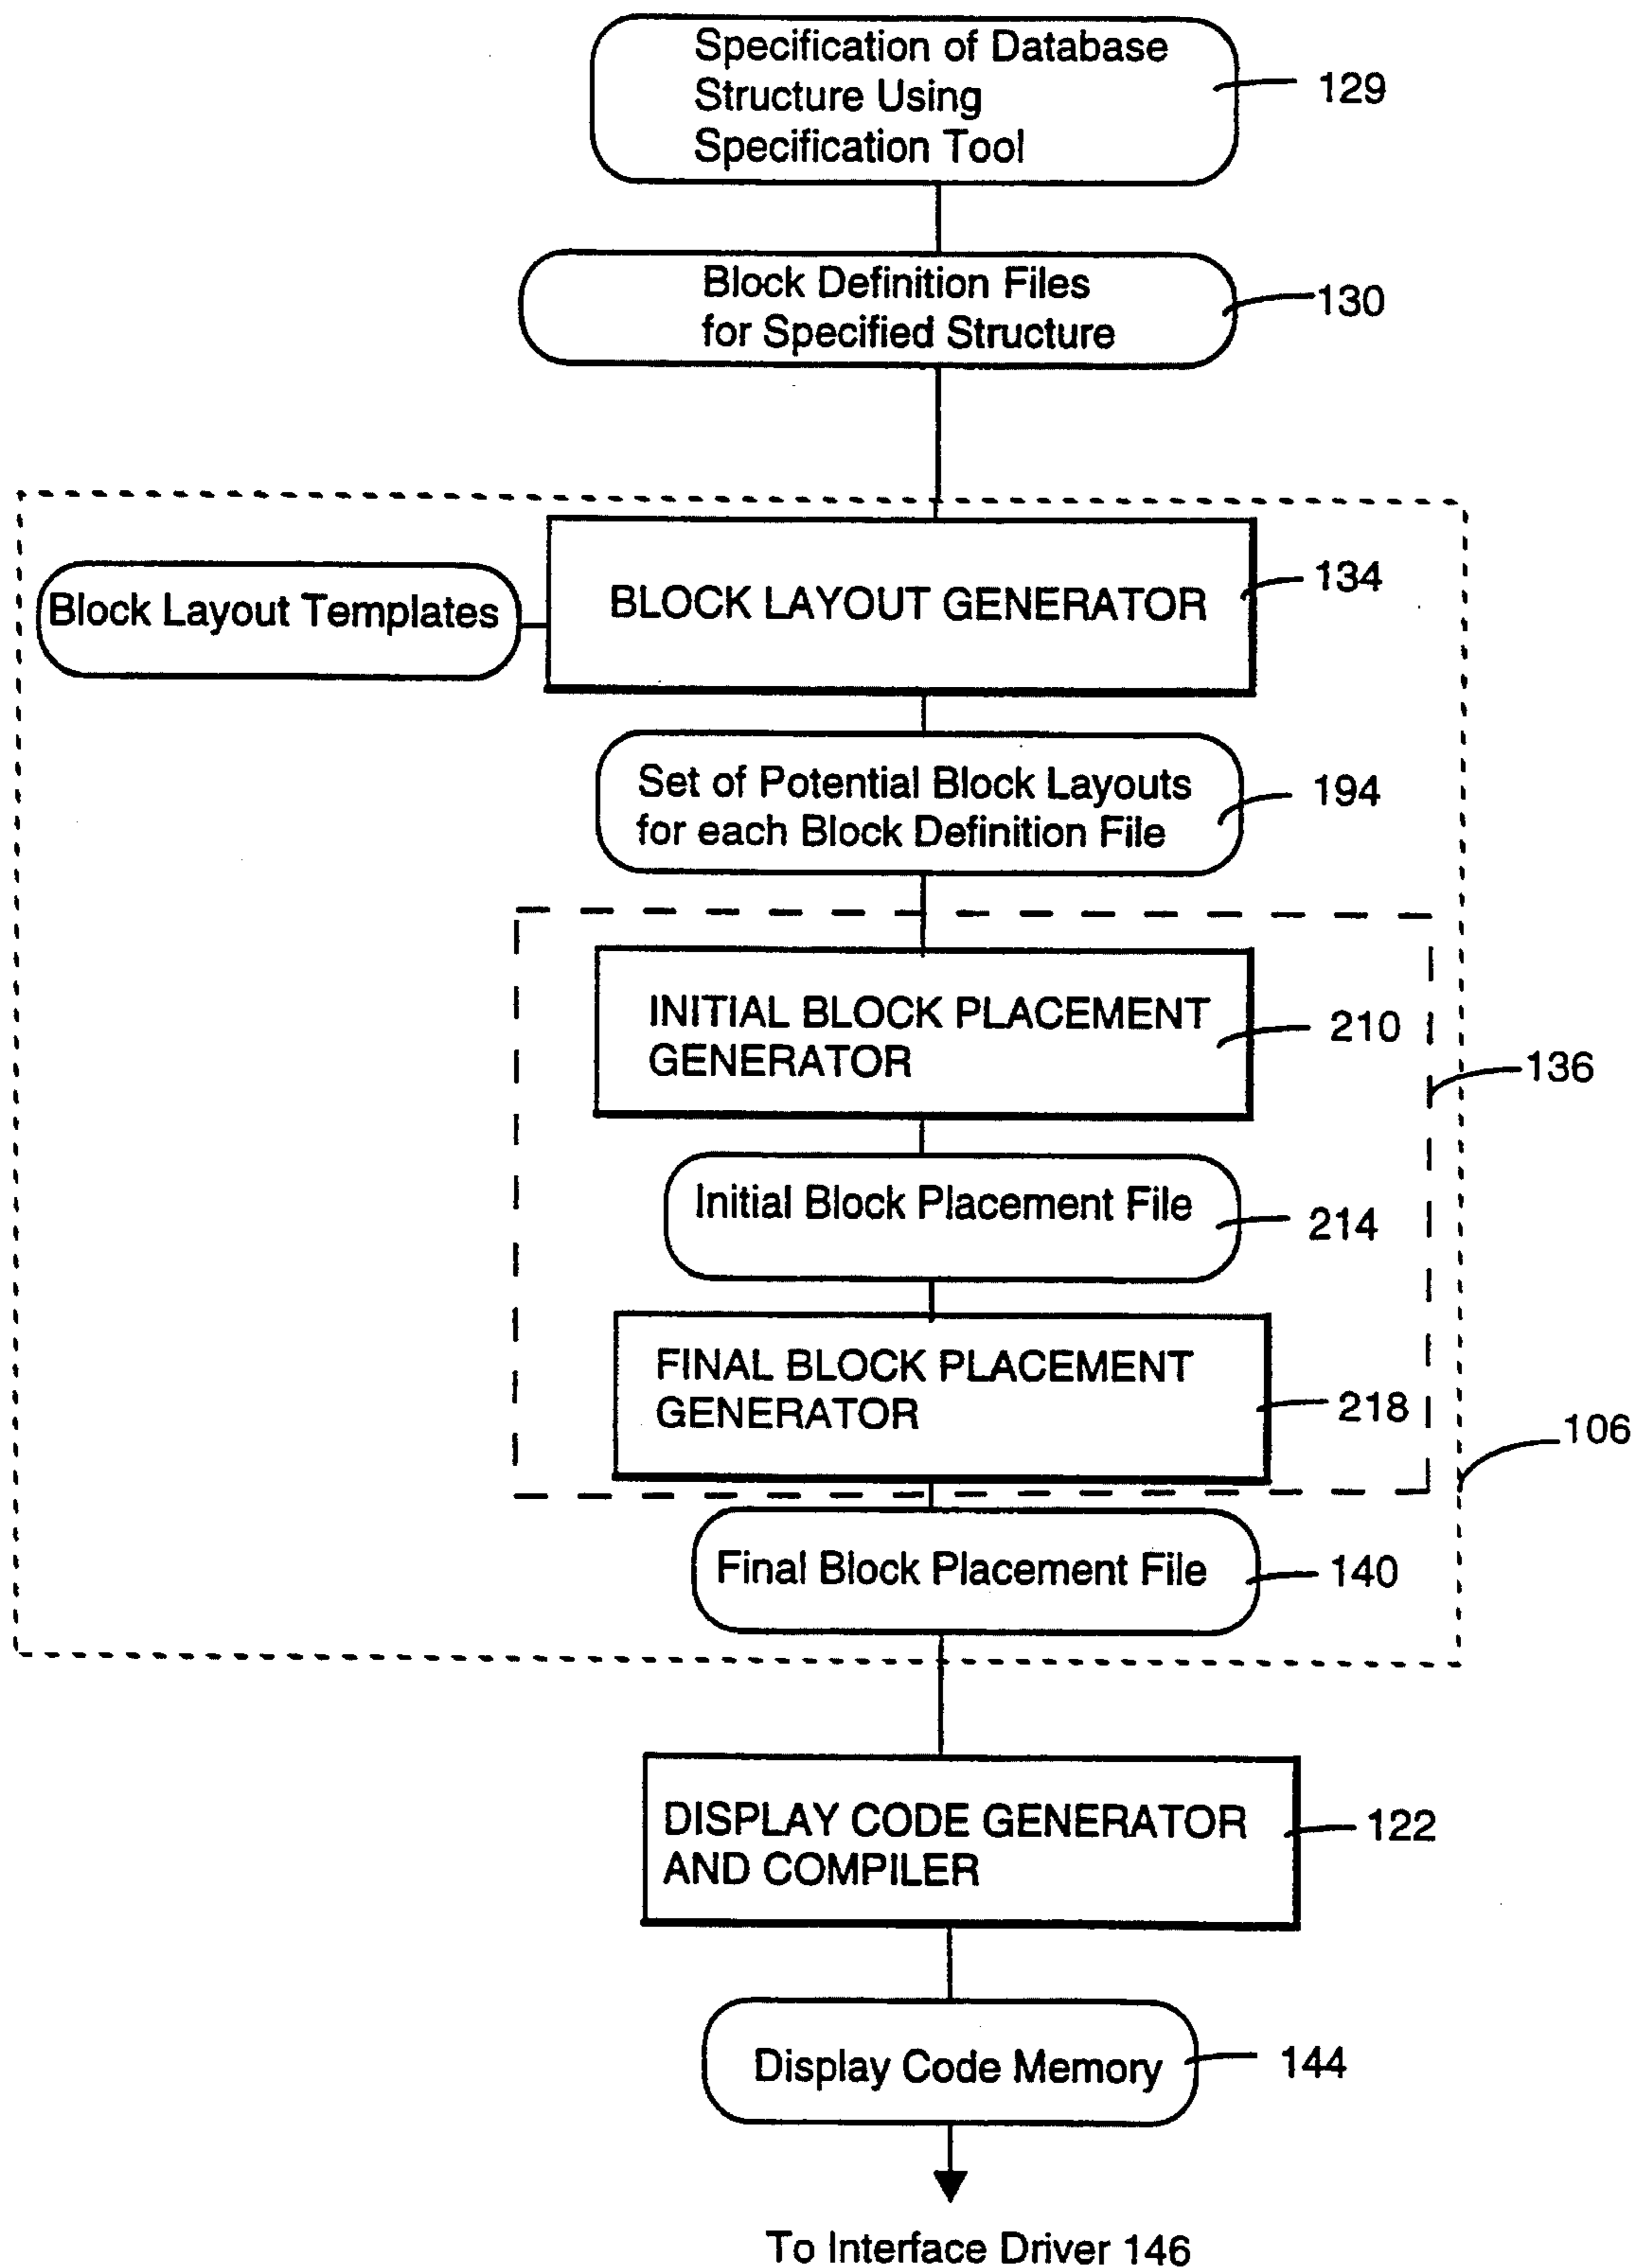 Specification of Database
Structure Using
Specification Tool
129
Block Definition Files
for Specified Structure
130
Block Layout Templates
BLOCK LAYOUT GENERATOR
134
Set of Potential Block Layouts
for each Block Definition File
194
INITIAL BLOCK PLACEMENT
GENERATOR
210
136
Initial Block Placement File
214
FINAL BLOCK PLACEMENT
GENERATOR
218
106
Final Block Placement File
140
DISPLAY CODE GENERATOR
AND COMPILER
122
Display Code Memory
144
To Interface Driver 146